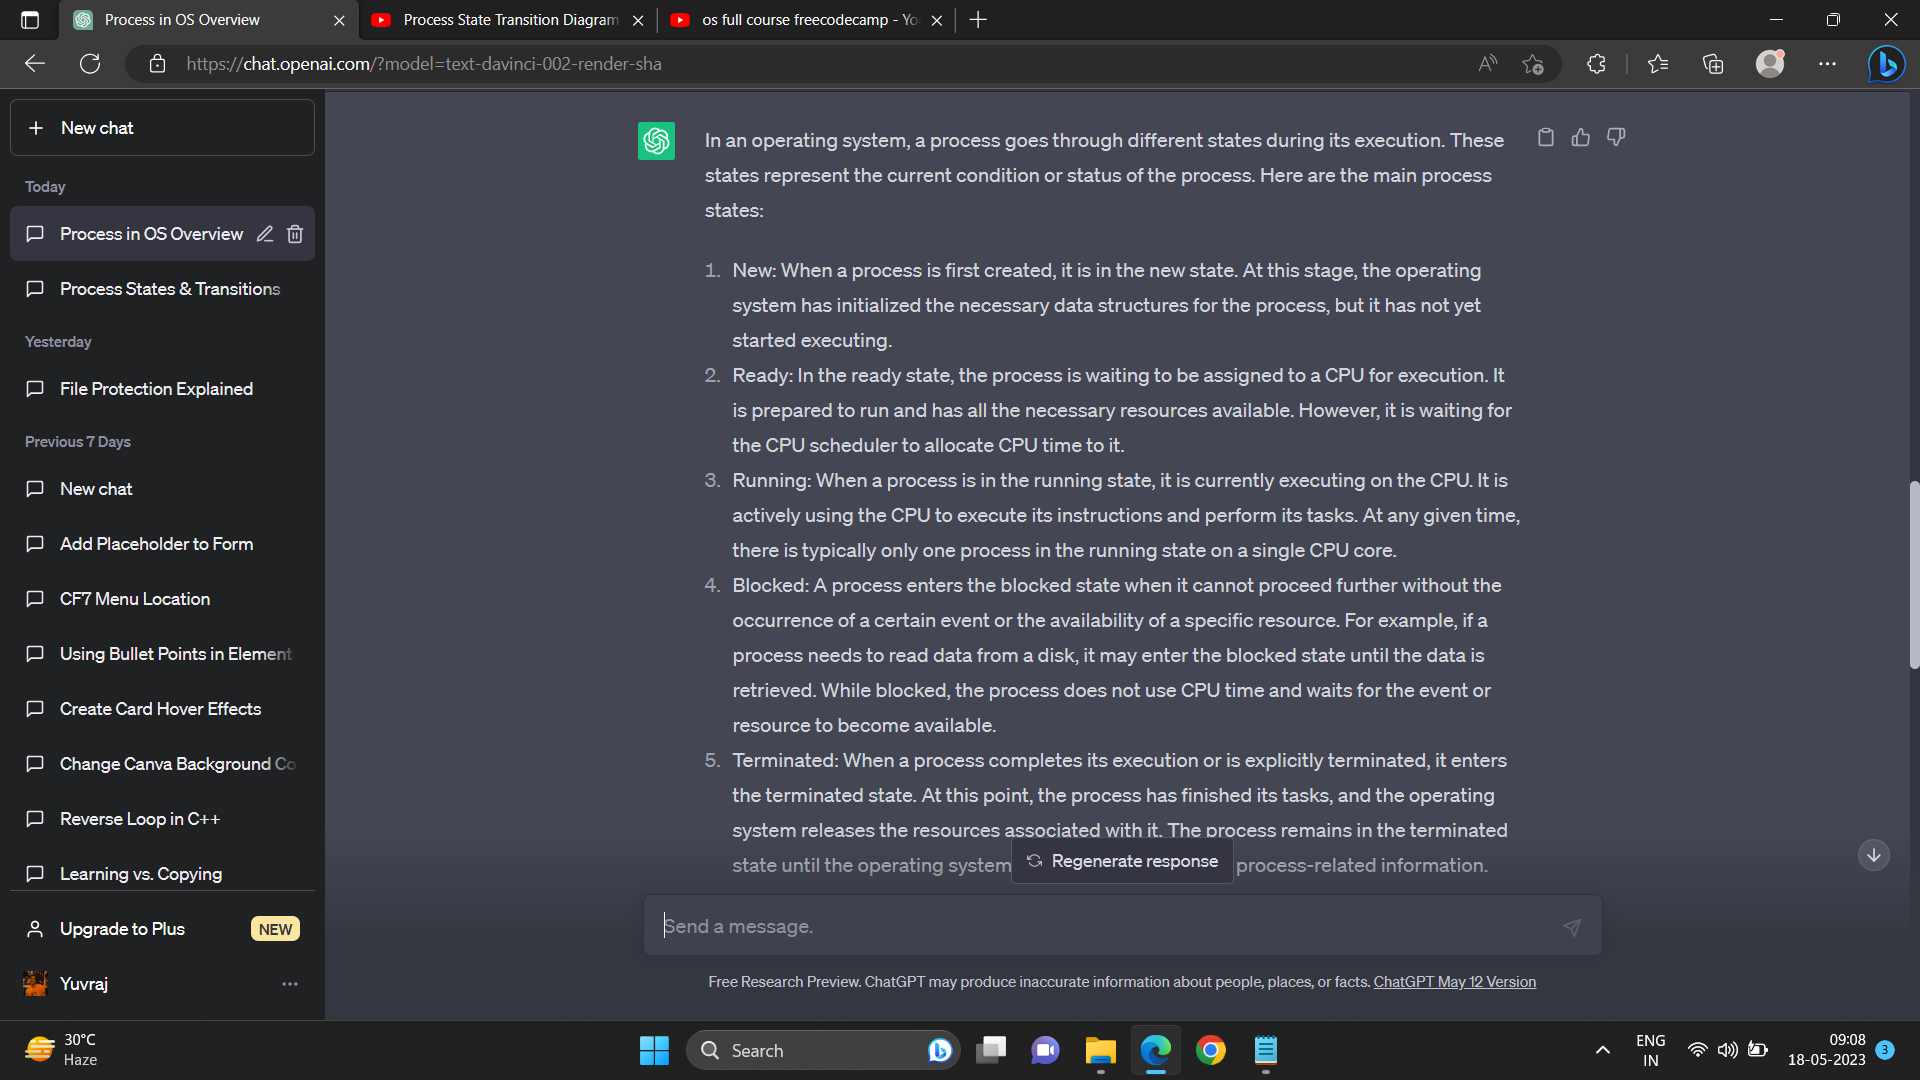 Process in OS Overview
Process State Transition Diagram
os full course freecodecamp - Yo
https://chat.openai.com/?model=text-davinci-002-render-sha
New chat
Today
Process in OS Overview
Process States & Transitions
Yesterday
File Protection Explained
Previous 7 Days
New chat
Add Placeholder to Form
CF7 Menu Location
Using Bullet Points in Element
Create Card Hover Effects
Change Canva Background Co
Reverse Loop in C++
Learning vs. Copying
Upgrade to Plus NEW
Yuvraj
In an operating system, a process goes through different states during its execution. These
states represent the current condition or status of the process. Here are the main process
states:
1. New: When a process is first created, it is in the new state. At this stage, the operating
system has initialized the necessary data structures for the process, but it has not yet
started executing.
2. Ready: In the ready state, the process is waiting to be assigned to a CPU for execution. It
is prepared to run and has all the necessary resources available. However, it is waiting for
the CPU scheduler to allocate CPU time to it.
3. Running: When a process is in the running state, it is currently executing on the CPU. It is
actively using the CPU to execute its instructions and perform its tasks. At any given time,
there is typically only one process in the running state on a single CPU core.
4. Blocked: A process enters the blocked state when it cannot proceed further without the
occurrence of a certain event or the availability of a specific resource. For example, if a
process needs to read data from a disk, it may enter the blocked state until the data is
retrieved. While blocked, the process does not use CPU time and waits for the event or
resource to become available.
5. Terminated: When a process completes its execution or is explicitly terminated, it enters
the terminated state. At this point, the process has finished its tasks, and the operating
system releases the resources associated with it. The process remains in the terminated
state until the operating system process-related information.
Regenerate response
Send a message.
Free Research Preview. ChatGPT may produce inaccurate information about people, places, or facts. ChatGPT May 12 Version
30°C
Haze
Search
ENG
IN
09:08
18-05-2023
3